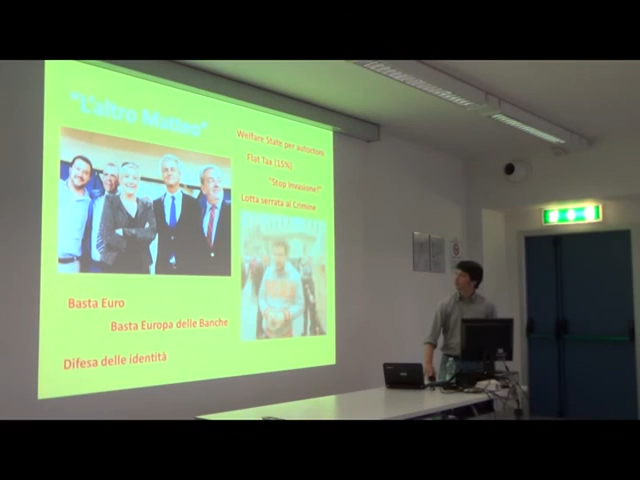 "L'altro Matteo"
Welfare State per autoctoni
Flat Tax (15%)
"Stop Invasione!"
Lotta serrata al Crimine
Basta Euro
Basta Europa delle Banche
Difesa delle identità